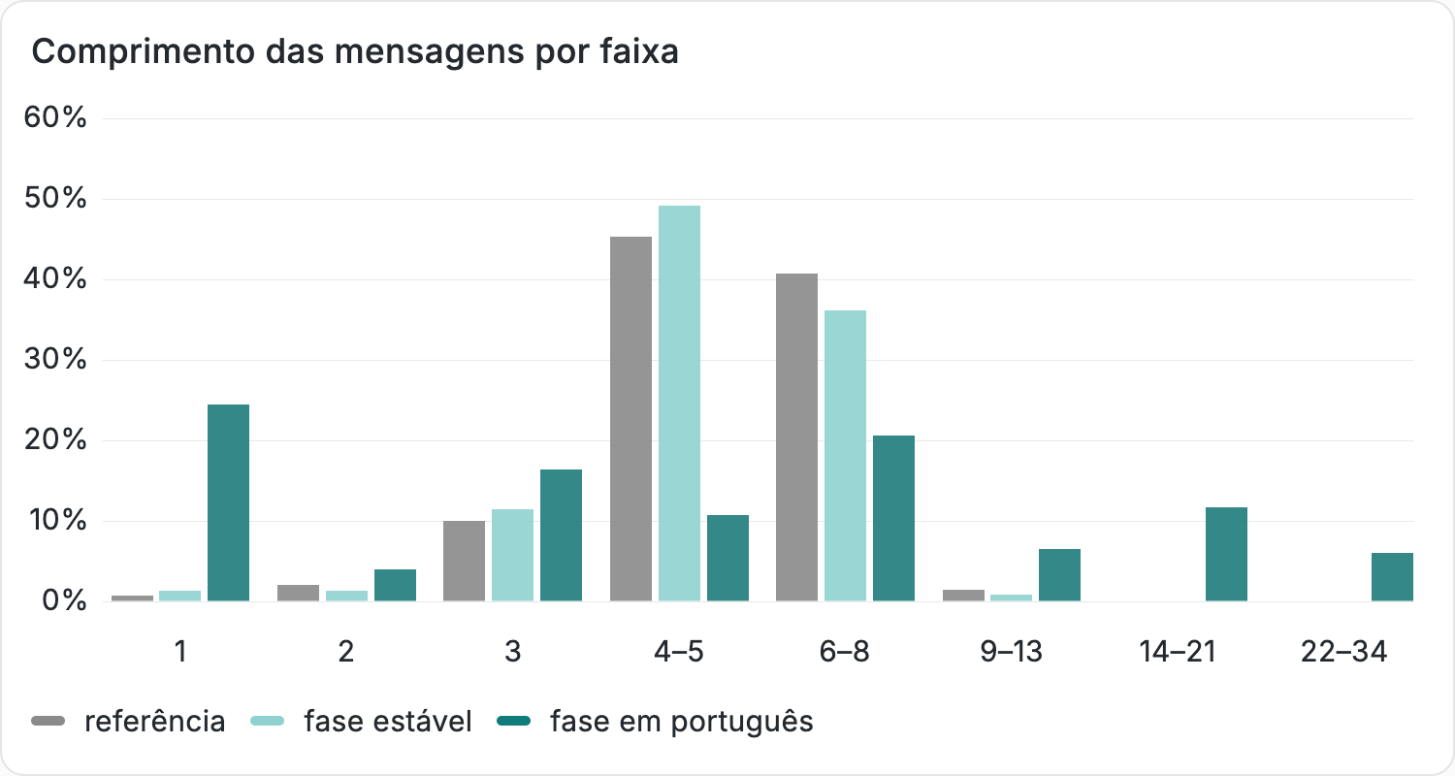 Comprimento das mensagens por faixa
60%
50%
40%
30%
20%
10%
0%
1 2 3 4–5 6–8 9–13 14–21 22–34
referência fase estável fase em português